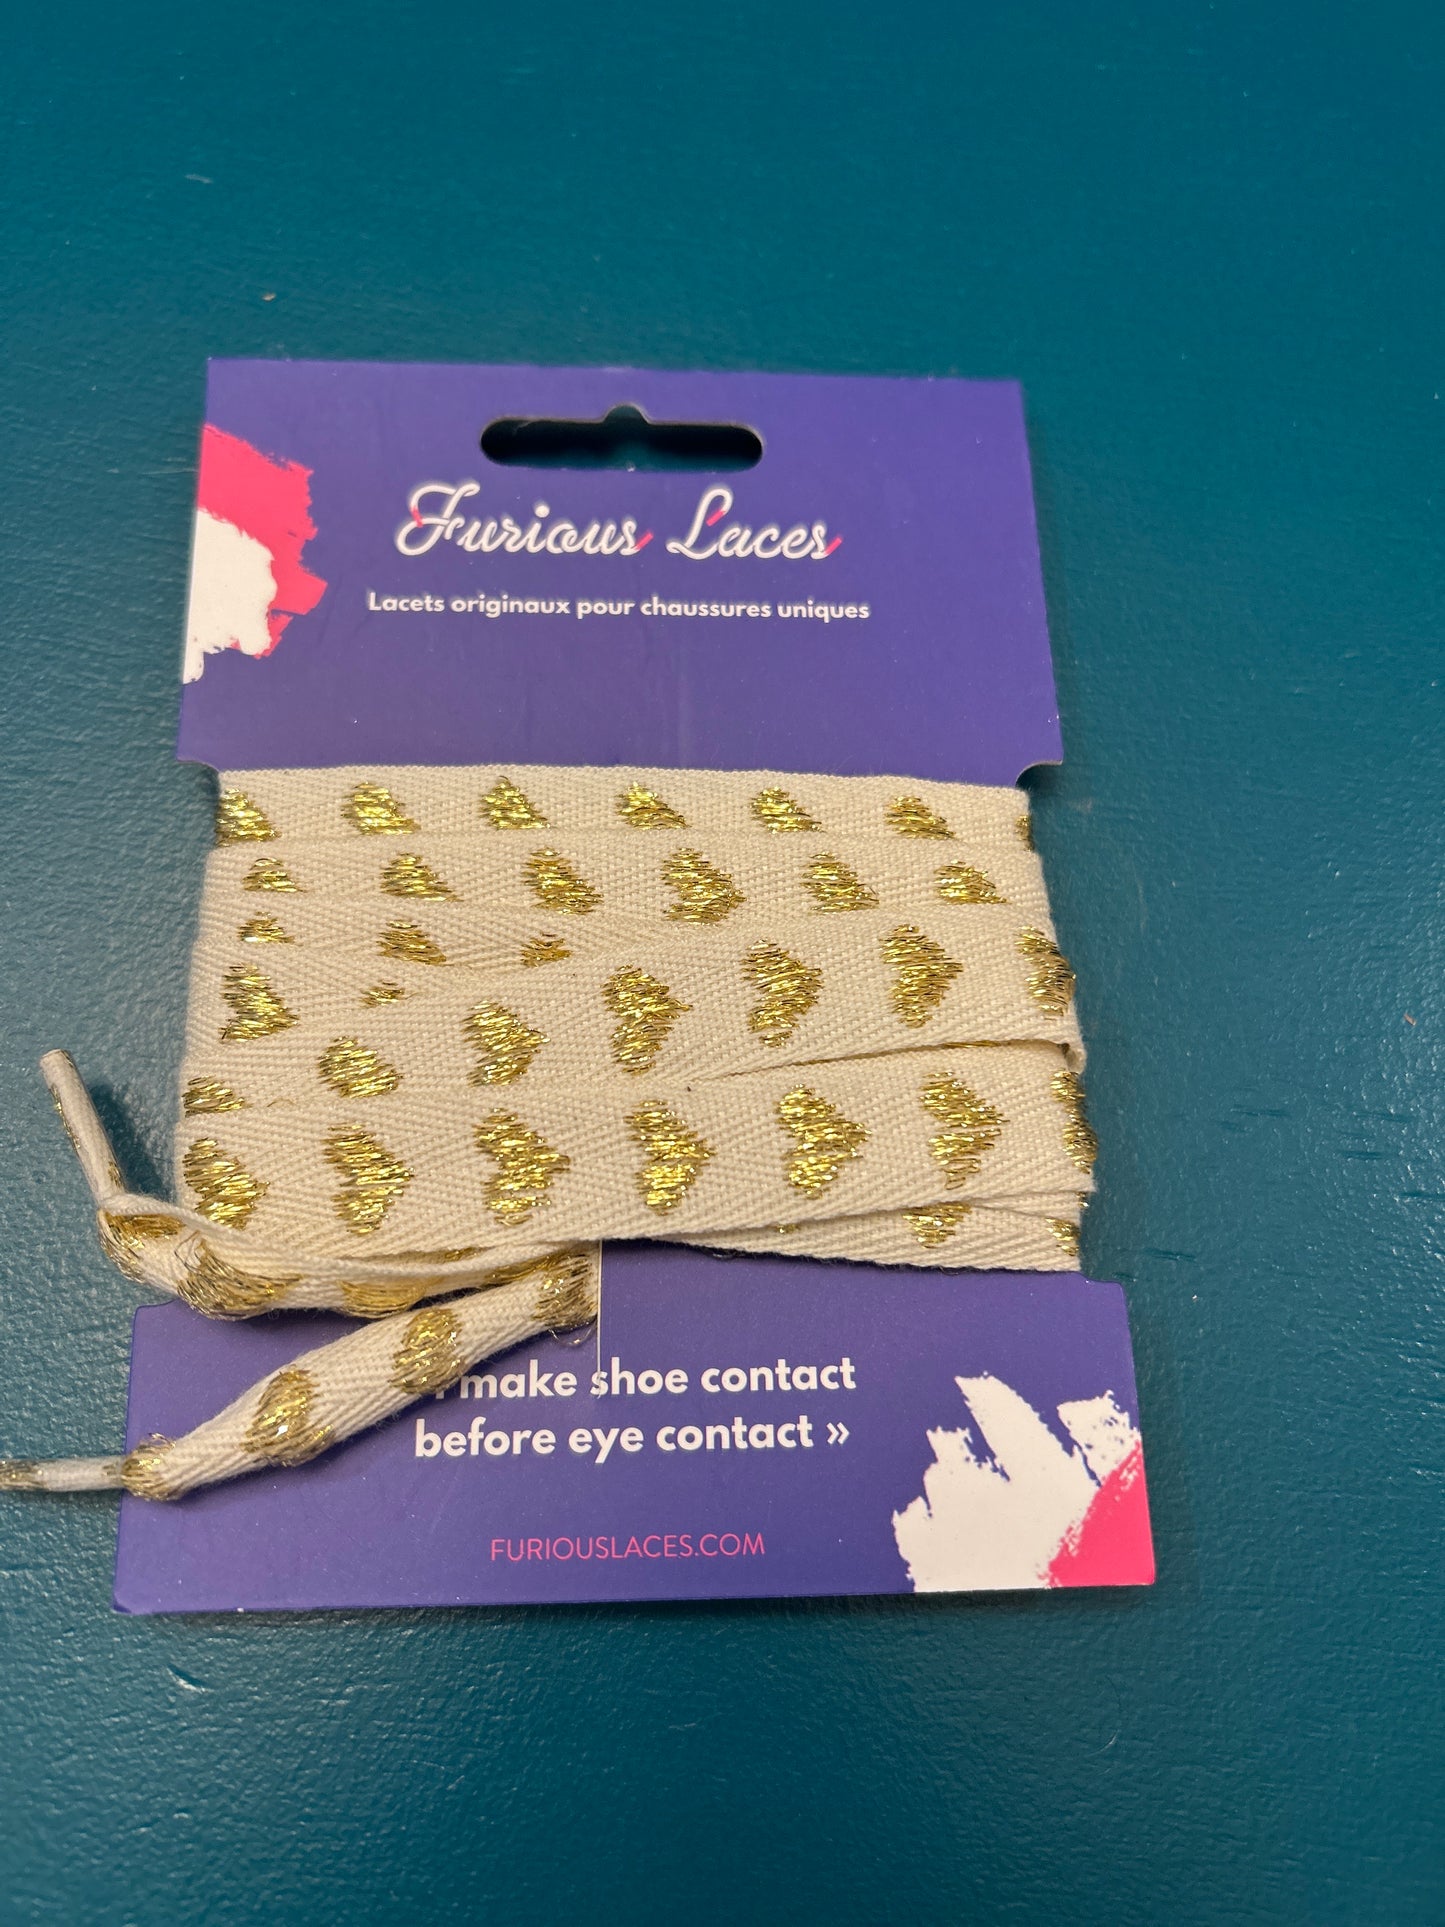 Furious Laces
Lacets originaux pour chaussures uniques
make shoe contact
before eye contact »
FURIOUSLACES.COM